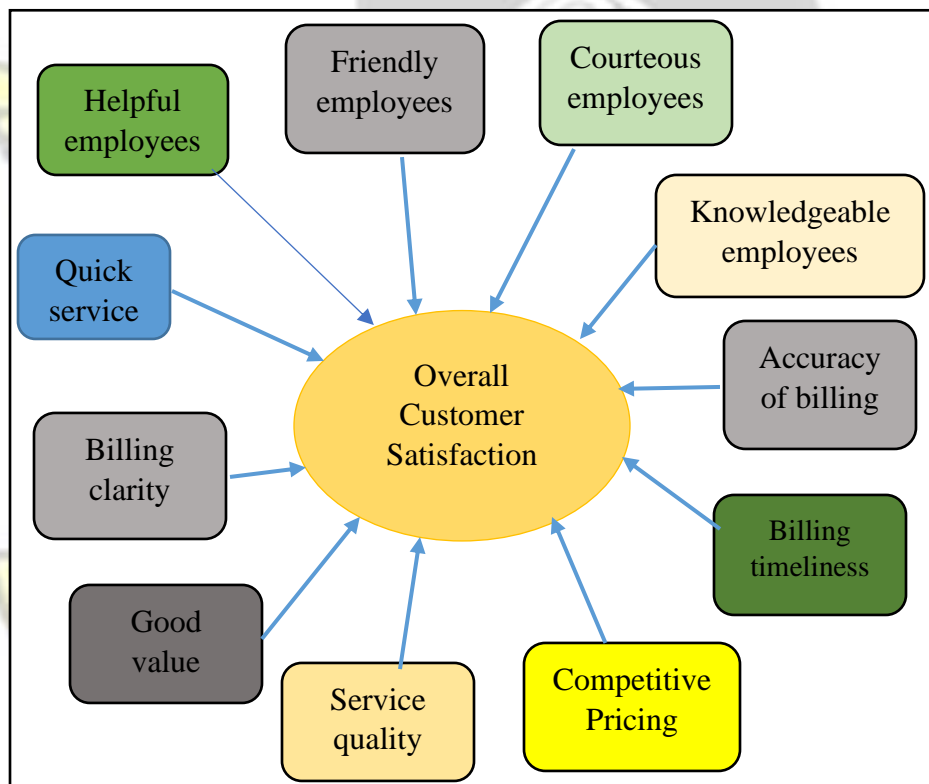 Friendly
employees
Courteous
employees
Helpful
employees
Knowledgeable
employees
Quick
service
Accuracy
of billing
Overall
Customer
Satisfaction
Billing
clarity
Billing
timeliness
Good
value
Service
quality
Competitive
Pricing